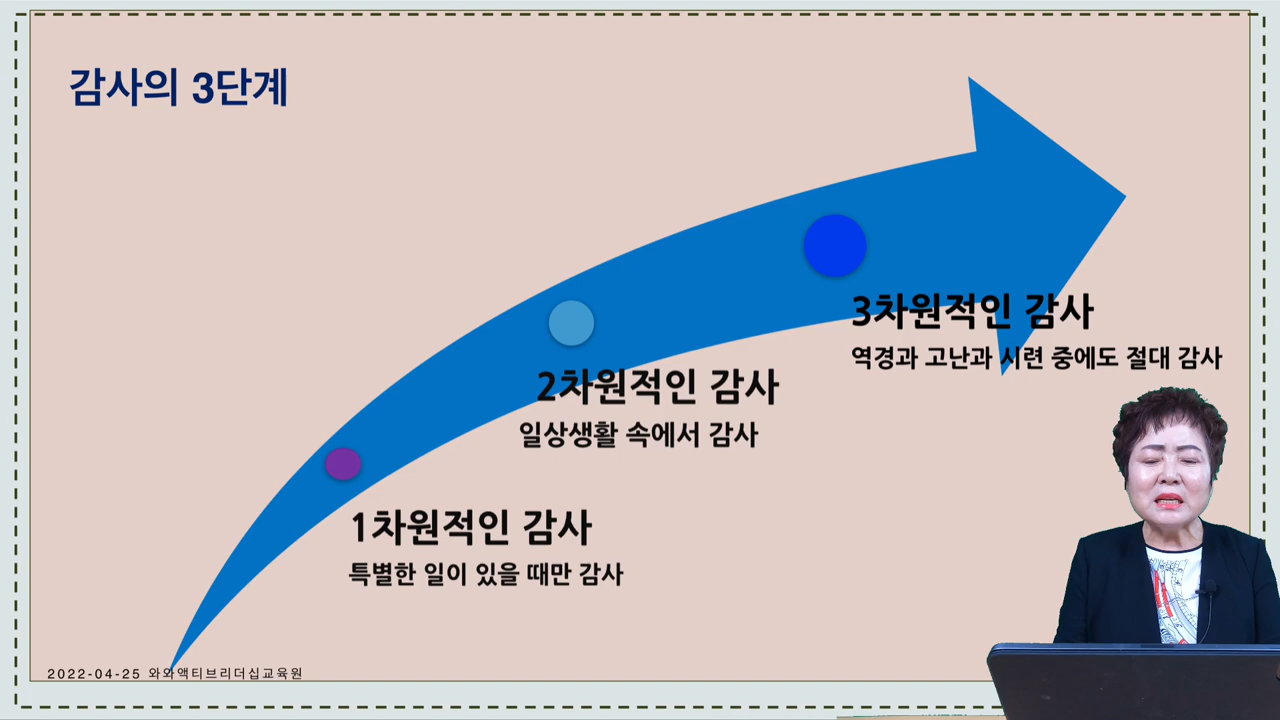 감사의 3단계
3차원적인 감사
역경과 고난과 시련 중에도 절대 감사
2차원적인 감사
일상생활 속에서 감사
1차원적인 감사
특별한 일이 있을 때만 감사
2022-04-25 와와액티브리더십교육원